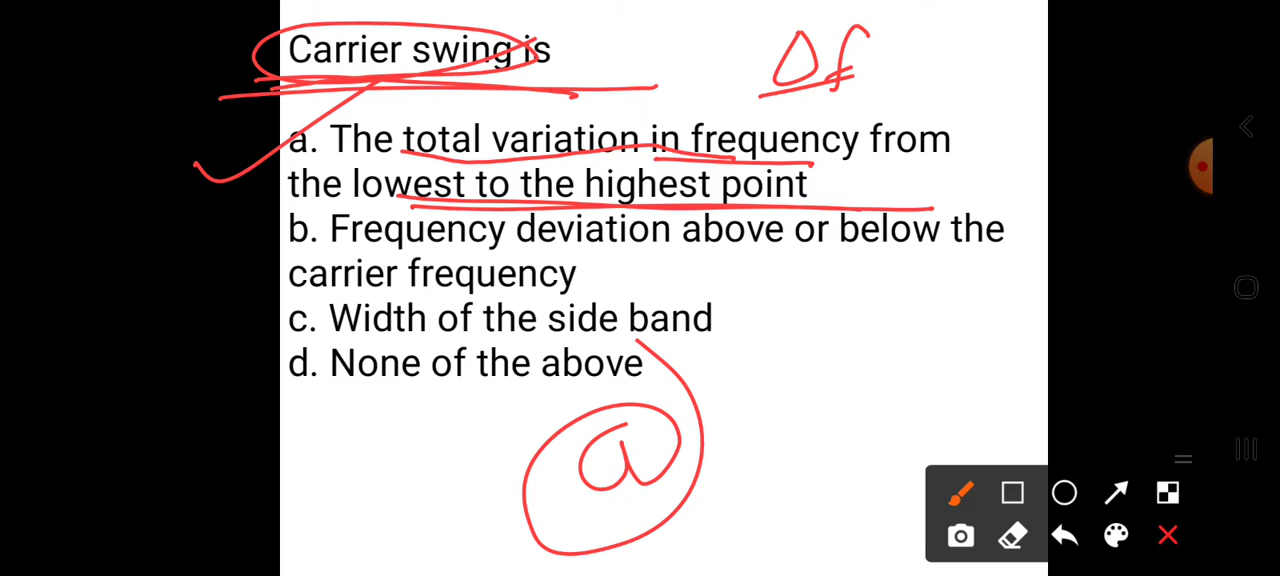 Carrier swing is
Δf
a. The total variation in frequency from
the lowest to the highest point
b. Frequency deviation above or below the
carrier frequency
c. Width of the side band
d. None of the above
a